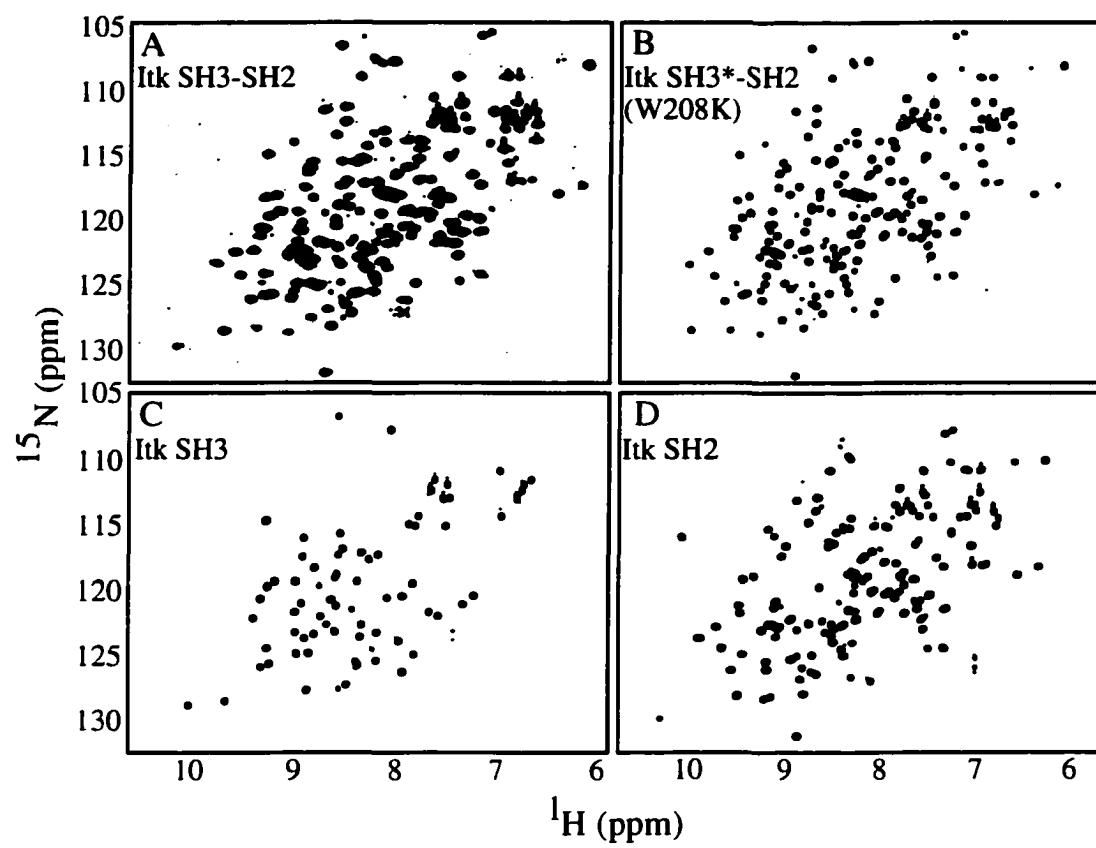 105
110
115
120
125
130
A
Itk SH3-SH2
B
Itk SH3*-SH2
(W208K)
105
110
115
120
125
130
C
Itk SH3
D
Itk SH2
10 9 8 7 6
10 9 8 7 6
15N (ppm)
1H (ppm)